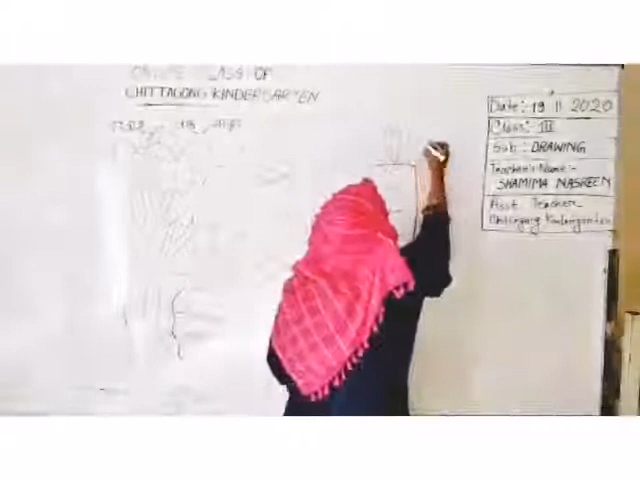 ONLINE CLASS OF
CHITTAGONG KINDERGARTEN
Date: 19 11 2020
Class: III
Sub: DRAWING
Teacher's Name:-
SHAMIMA NASREEN
Asst Teacher
Chittagong Kindergarten